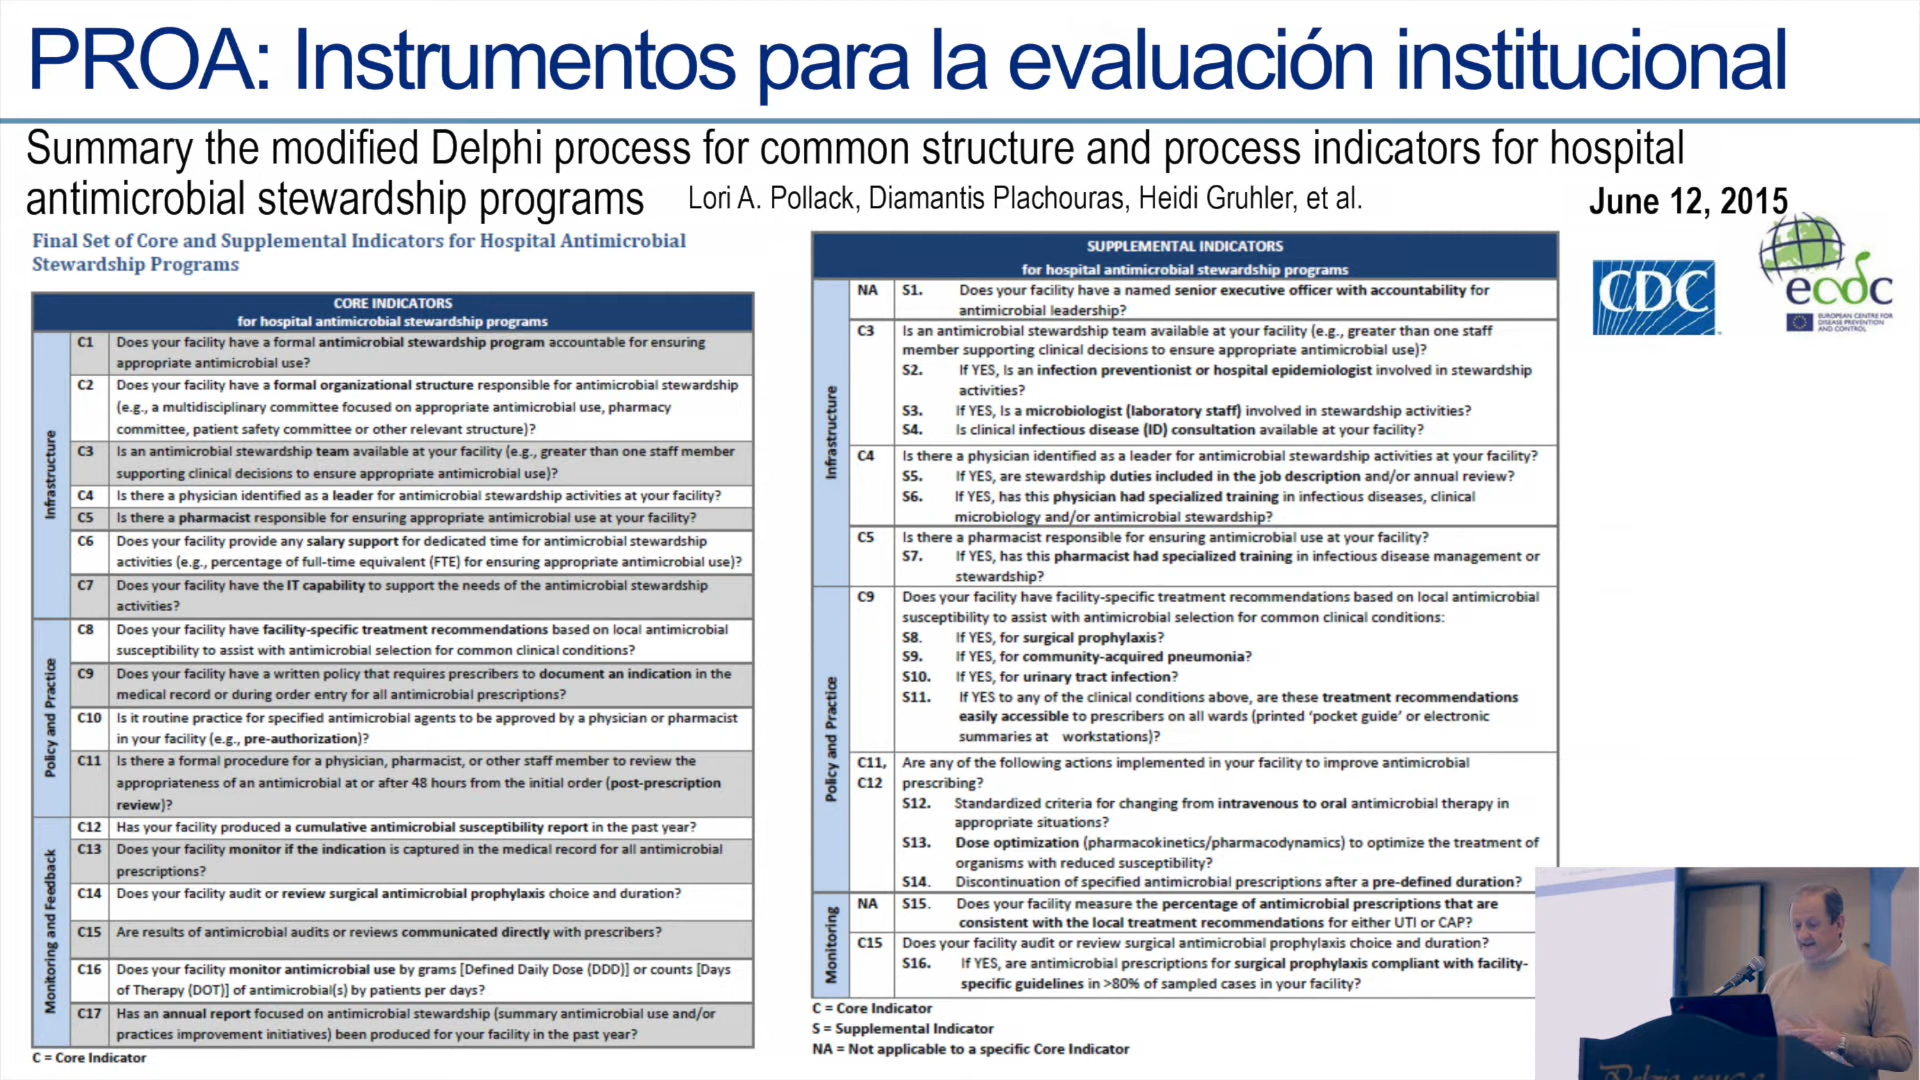 PROA: Instrumentos para la evaluación institucional
Summary the modified Delphi process for common structure and process indicators for hospital
antimicrobial stewardship programs Lori A. Pollack, Diamantis Plachouras, Heidi Gruhler, et al. June 12, 2015
Final Set of Core and Supplemental Indicators for Hospital Antimicrobial
Stewardship Programs
CORE INDICATORS
for hospital antimicrobial stewardship programs
Infrastructure
C1 Does your facility have a formal antimicrobial stewardship program accountable for ensuring
appropriate antimicrobial use?
C2 Does your facility have a formal organizational structure responsible for antimicrobial stewardship
(e.g., a multidisciplinary committee focused on appropriate antimicrobial use, pharmacy
committee, patient safety committee or other relevant structure)?
C3 Is an antimicrobial stewardship team available at your facility (e.g., greater than one staff member
supporting clinical decisions to ensure appropriate antimicrobial use)?
C4 Is there a physician identified as a leader for antimicrobial stewardship activities at your facility?
C5 Is there a pharmacist responsible for ensuring appropriate antimicrobial use at your facility?
C6 Does your facility provide any salary support for dedicated time for antimicrobial stewardship
activities (e.g., percentage of full-time equivalent (FTE) for ensuring appropriate antimicrobial use)?
C7 Does your facility have the IT capability to support the needs of the antimicrobial stewardship
activities?
Policy and Practice
C8 Does your facility have facility-specific treatment recommendations based on local antimicrobial
susceptibility to assist with antimicrobial selection for common clinical conditions?
C9 Does your facility have a written policy that requires prescribers to document an indication in the
medical record or during order entry for all antimicrobial prescriptions?
C10 Is it routine practice for specified antimicrobial agents to be approved by a physician or pharmacist
in your facility (e.g., pre-authorization)?
C11 Is there a formal procedure for a physician, pharmacist, or other staff member to review the
appropriateness of an antimicrobial at or after 48 hours from the initial order (post-prescription
review)?
Monitoring and Feedback
C12 Has your facility produced a cumulative antimicrobial susceptibility report in the past year?
C13 Does your facility monitor if the indication is captured in the medical record for all antimicrobial
prescriptions?
C14 Does your facility audit or review surgical antimicrobial prophylaxis choice and duration?
C15 Are results of antimicrobial audits or reviews communicated directly with prescribers?
C16 Does your facility monitor antimicrobial use by grams [Defined Daily Dose (DDD)] or counts [Days
of Therapy (DOT)] of antimicrobial(s) by patients per days?
C17 Has an annual report focused on antimicrobial stewardship (summary antimicrobial use and/or
practices improvement initiatives) been produced for your facility in the past year?
C = Core Indicator
SUPPLEMENTAL INDICATORS
for hospital antimicrobial stewardship programs
Infrastructure
NA S1. Does your facility have a named senior executive officer with accountability for
antimicrobial leadership?
C3 Is an antimicrobial stewardship team available at your facility (e.g., greater than one staff
member supporting clinical decisions to ensure appropriate antimicrobial use)?
S2. If YES, Is an infection preventionist or hospital epidemiologist involved in stewardship
activities?
S3. If YES, Is a microbiologist (laboratory staff) involved in stewardship activities?
S4. Is clinical infectious disease (ID) consultation available at your facility?
C4 Is there a physician identified as a leader for antimicrobial stewardship activities at your facility?
S5. If YES, are stewardship duties included in the job description and/or annual review?
S6. If YES, has this physician had specialized training in infectious diseases, clinical
microbiology and/or antimicrobial stewardship?
C5 Is there a pharmacist responsible for ensuring antimicrobial use at your facility?
S7. If YES, has this pharmacist had specialized training in infectious disease management or
stewardship?
Policy and Practice
C9 Does your facility have facility-specific treatment recommendations based on local antimicrobial
susceptibility to assist with antimicrobial selection for common clinical conditions:
S8. If YES, for surgical prophylaxis?
S9. If YES, for community-acquired pneumonia?
S10. If YES, for urinary tract infection?
S11. If YES to any of the clinical conditions above, are these treatment recommendations
easily accessible to prescribers on all wards (printed ‘pocket guide’ or electronic
summaries at workstations)?
C11, Are any of the following actions implemented in your facility to improve antimicrobial
C12 prescribing?
S12. Standardized criteria for changing from intravenous to oral antimicrobial therapy in
appropriate situations?
S13. Dose optimization (pharmacokinetics/pharmacodynamics) to optimize the treatment of
organisms with reduced susceptibility?
S14. Discontinuation of specified antimicrobial prescriptions after a pre-defined duration?
Monitoring
NA S15. Does your facility measure the percentage of antimicrobial prescriptions that are
consistent with the local treatment recommendations for either UTI or CAP?
C15 Does your facility audit or review surgical antimicrobial prophylaxis choice and duration?
S16. If YES, are antimicrobial prescriptions for surgical prophylaxis compliant with facility-
specific guidelines in >80% of sampled cases in your facility?
C = Core Indicator
S = Supplemental Indicator
NA = Not applicable to a specific Core Indicator
CDC
ecdc
EUROPEAN CENTRE FOR
DISEASE PREVENTION
AND CONTROL